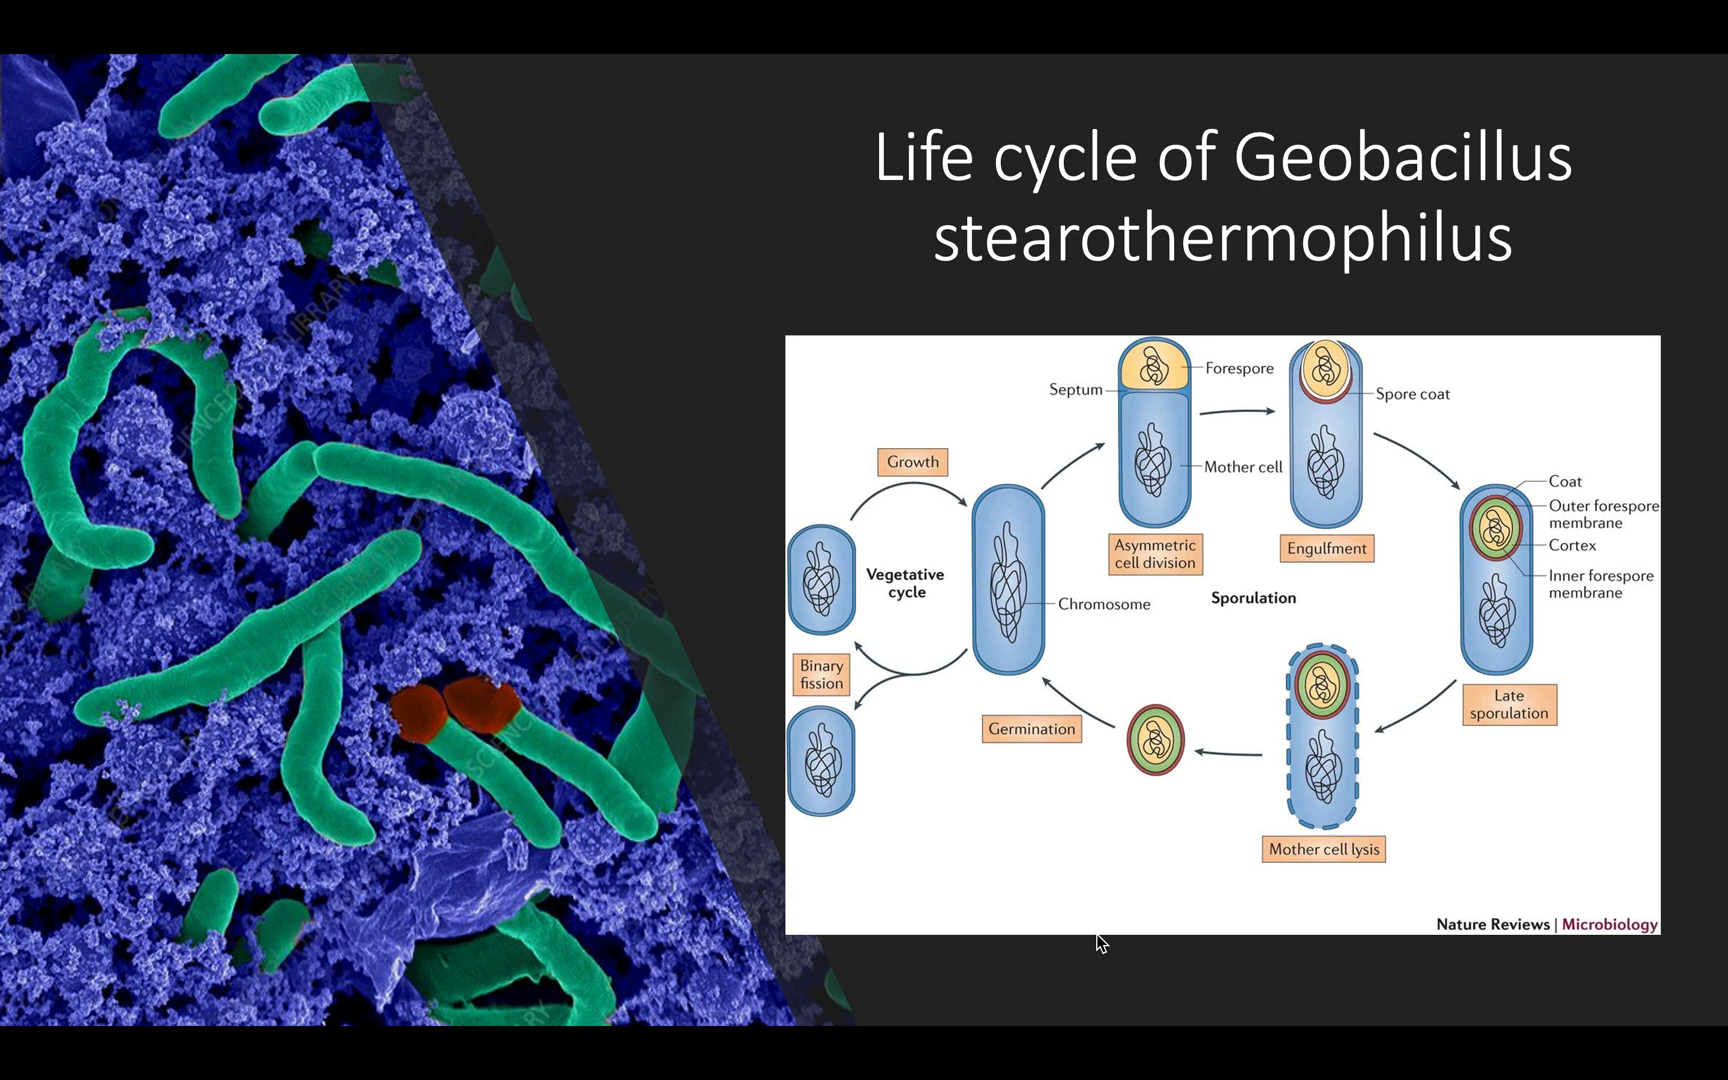 Life cycle of Geobacillus
stearothermophilus
Forespore
Septum
Spore coat
Mother cell
Growth
Coat
Outer forespore
membrane
Cortex
Inner forespore
membrane
Asymmetric
cell division
Engulfment
Vegetative
cycle
Chromosome
Sporulation
Binary
fission
Late
sporulation
Germination
Mother cell lysis
Nature Reviews | Microbiology